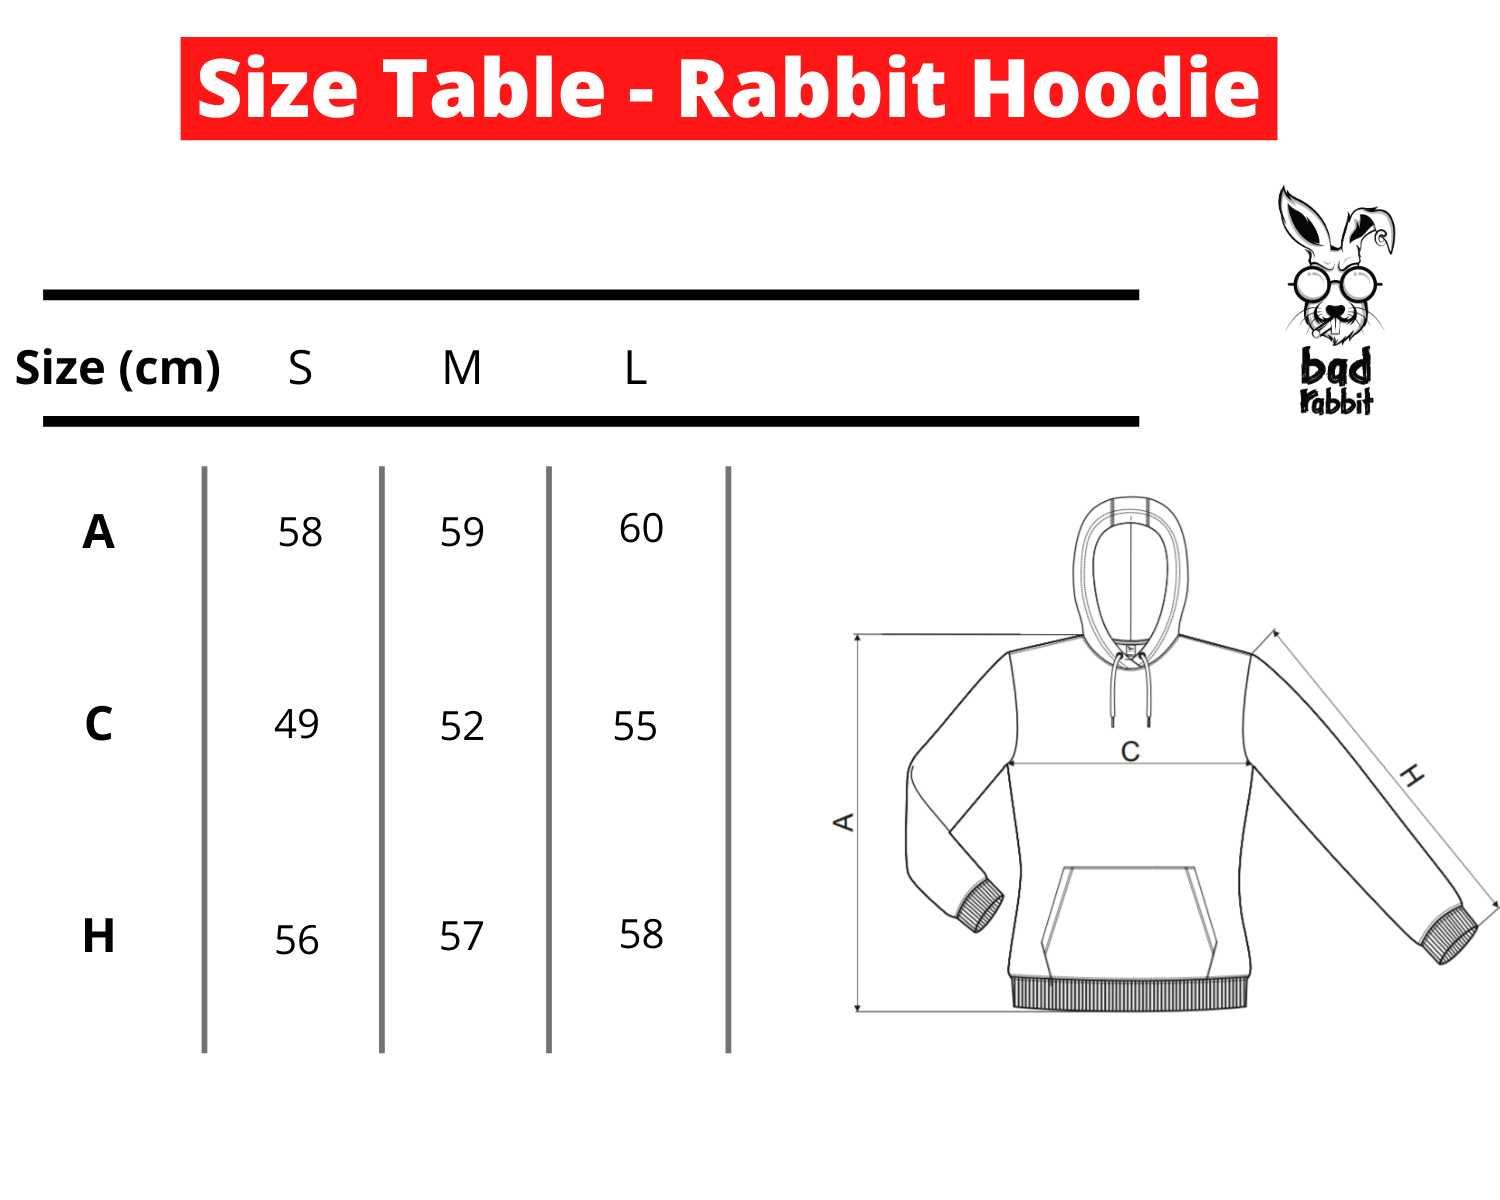 Size Table - Rabbit Hoodie
bad
rabbit
Size (cm) S M L
A 58 59 60
C 49 52 55
H 56 57 58
C
H
A